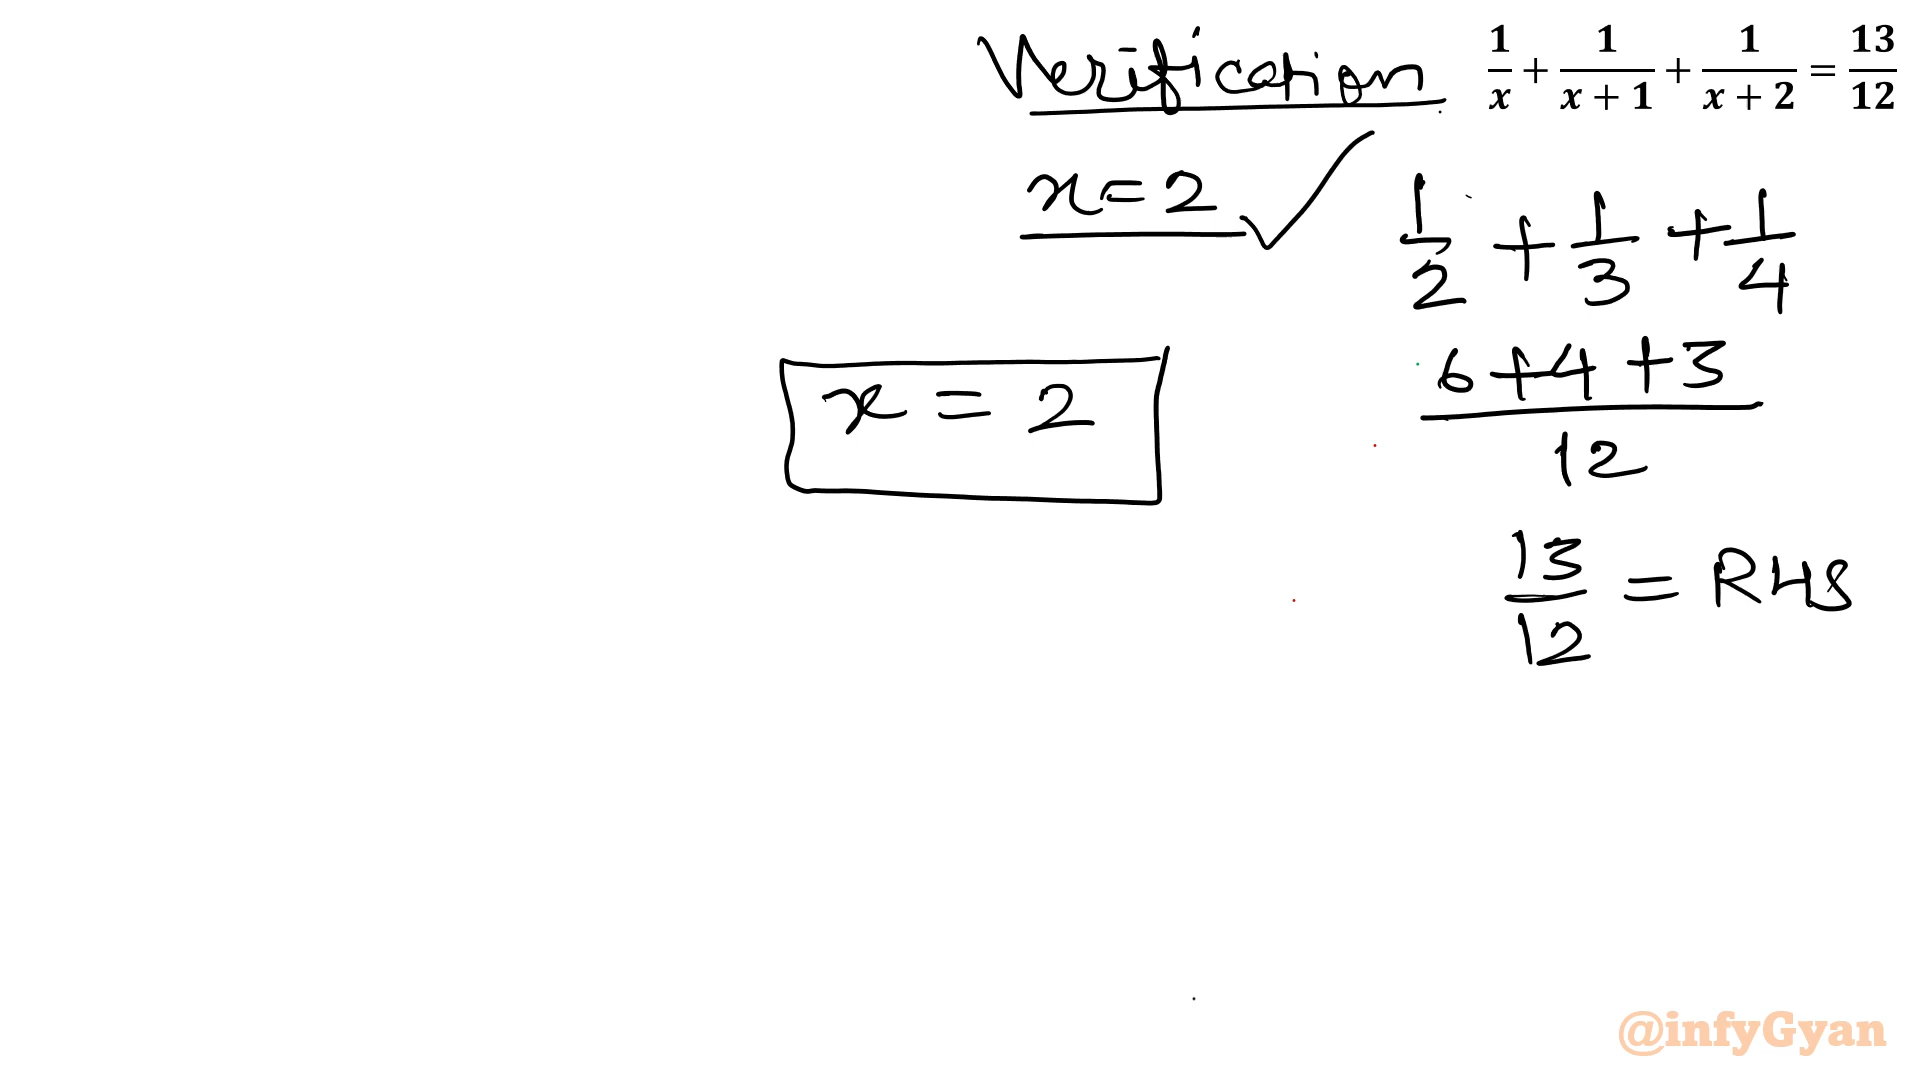 Verification
1/x + 1/(x + 1) + 1/(x + 2) = 13/12
x = 2 ✓
1/2 + 1/3 + 1/4
x = 2
(6 + 4 + 3)/12
13/12 = RHS
@infyGyan